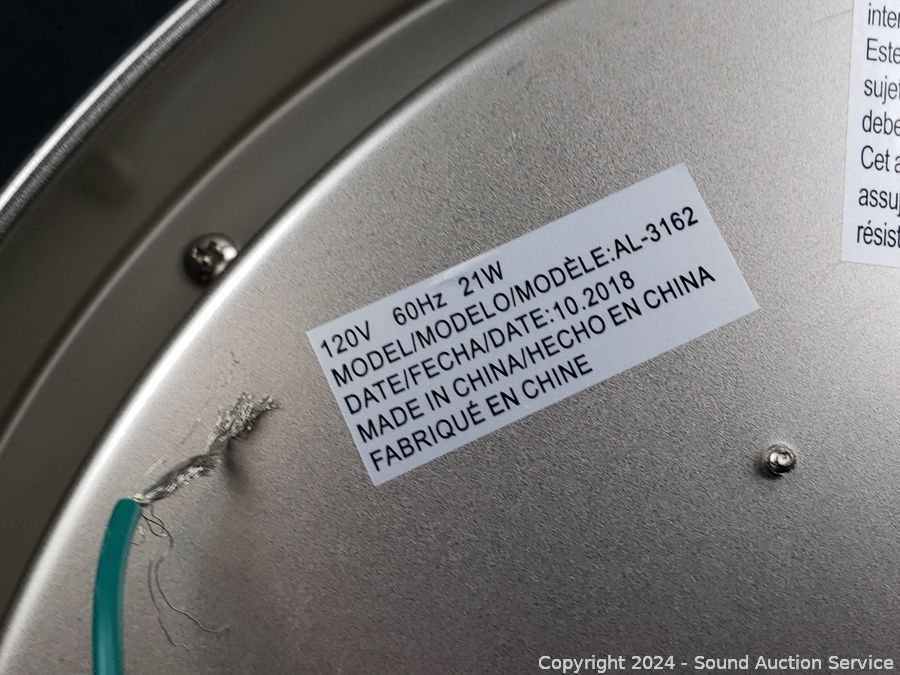 120V 60Hz 21W
MODEL/MODELO/MODÈLE:AL-3162
DATE/FECHA/DATE:10.2018
MADE IN CHINA/HECHO EN CHINA
FABRIQUÉ EN CHINE
Este
Cet
Copyright 2024 - Sound Auction Service